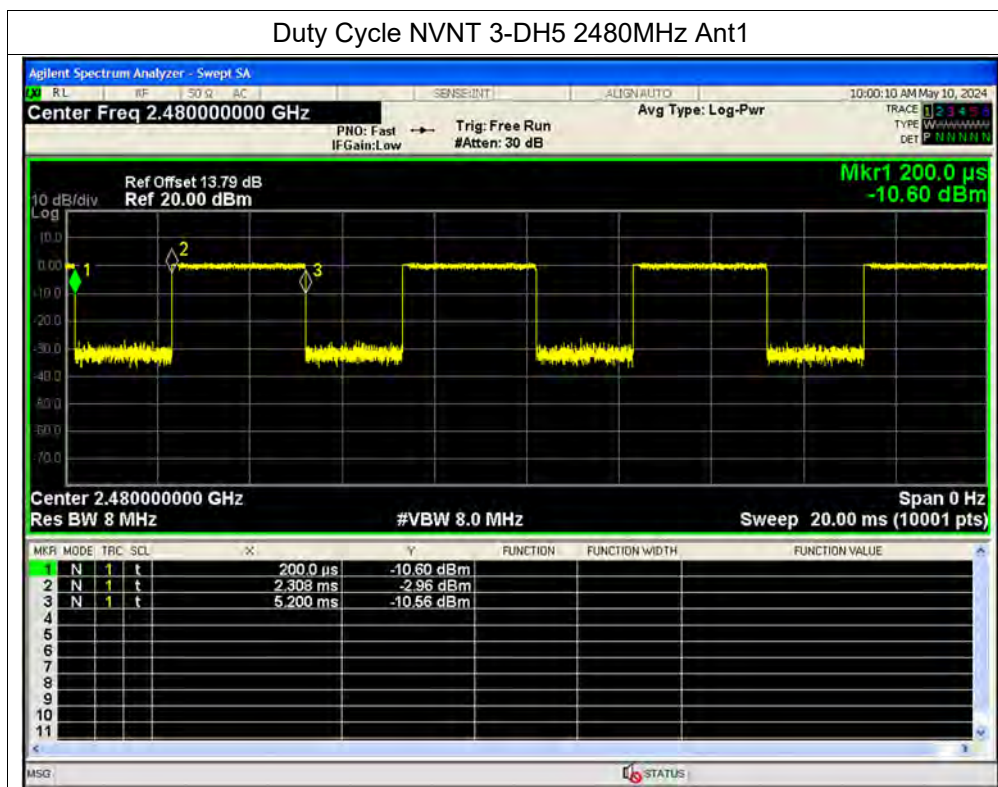 Duty Cycle NVNT 3-DH5 2480MHz Ant1
Agilent Spectrum Analyzer - Swept SA
RL RF 50 Ω AC SENSE:INT ALIGN AUTO 10:00:10 AM May 10, 2024
Center Freq 2.480000000 GHz Avg Type: Log-Pwr TRACE 1 2 3 4 5 6
PNO: Fast Trig: Free Run TYPE
IFGain:Low #Atten: 30 dB DET P N N N N N
Mkr1 200.0 µs
Ref Offset 13.79 dB
10 dB/div Ref 20.00 dBm -10.60 dBm
Log
10.0
0.00
-10.0
-20.0
-30.0
-40.0
-50.0
-60.0
-70.0
1
2
3
Center 2.480000000 GHz Span 0 Hz
Res BW 8 MHz #VBW 8.0 MHz Sweep 20.00 ms (10001 pts)
MKR MODE TRC SCL X Y FUNCTION FUNCTION WIDTH FUNCTION VALUE
1 N 1 t 200.0 µs -10.60 dBm
2 N 1 t 2.308 ms -2.96 dBm
3 N 1 t 5.200 ms -10.56 dBm
4
5
6
7
8
9
10
11
MSG STATUS